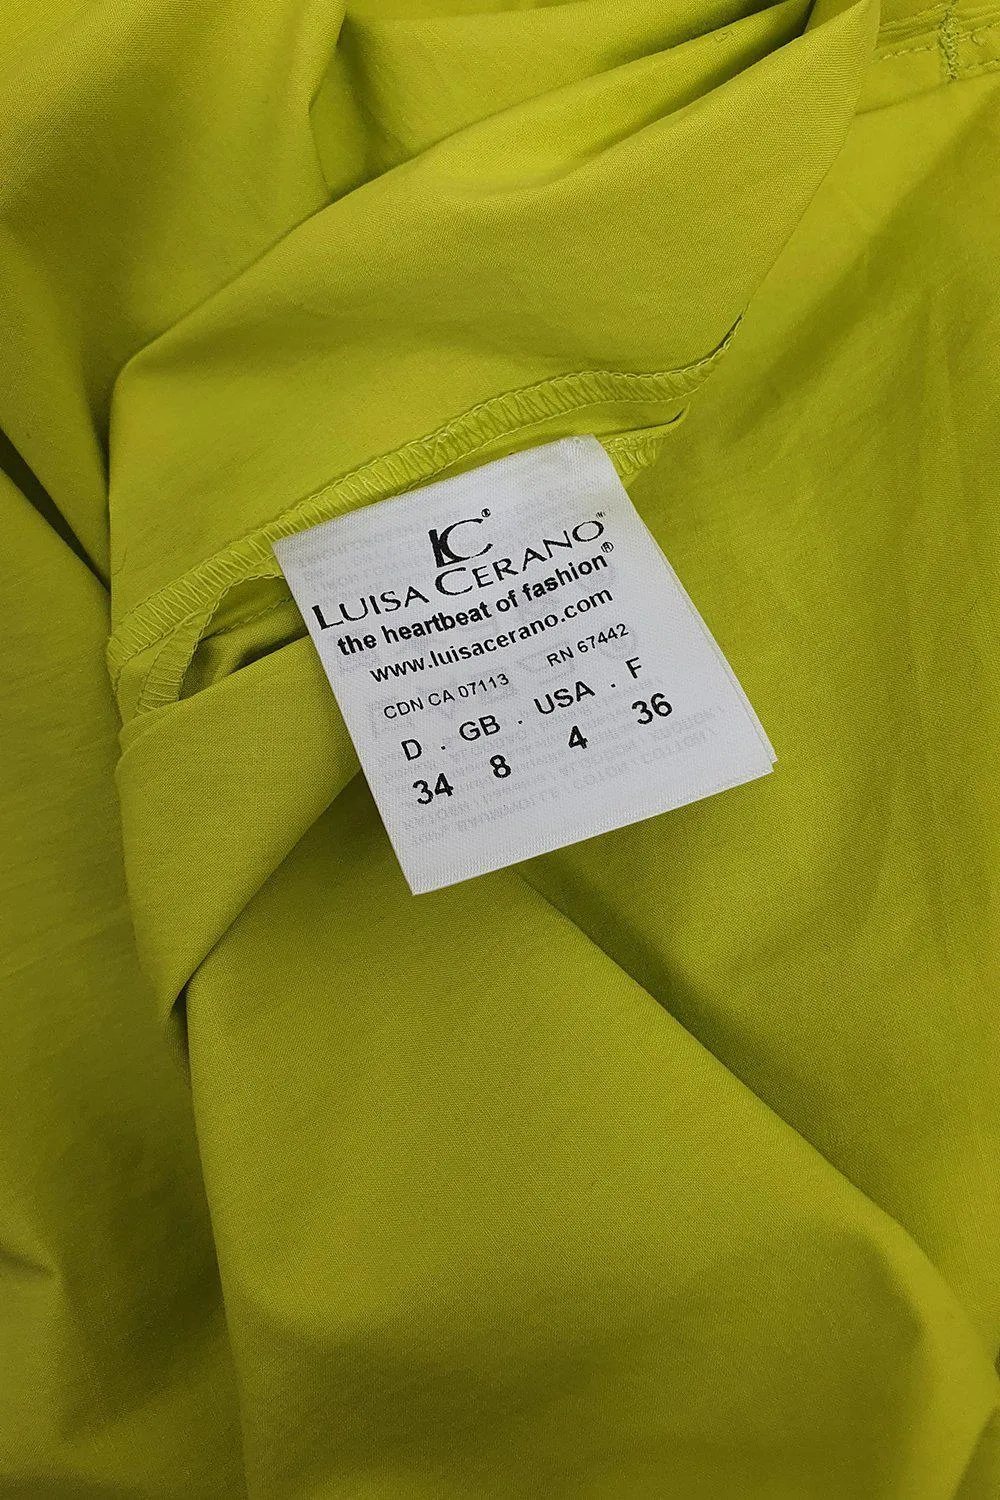 LC®
LUISA CERANO™
the heartbeat of fashion®
www.luisacerano.com
CDN CA 07113 RN 67442
D . GB . USA . F
34 8 4 36